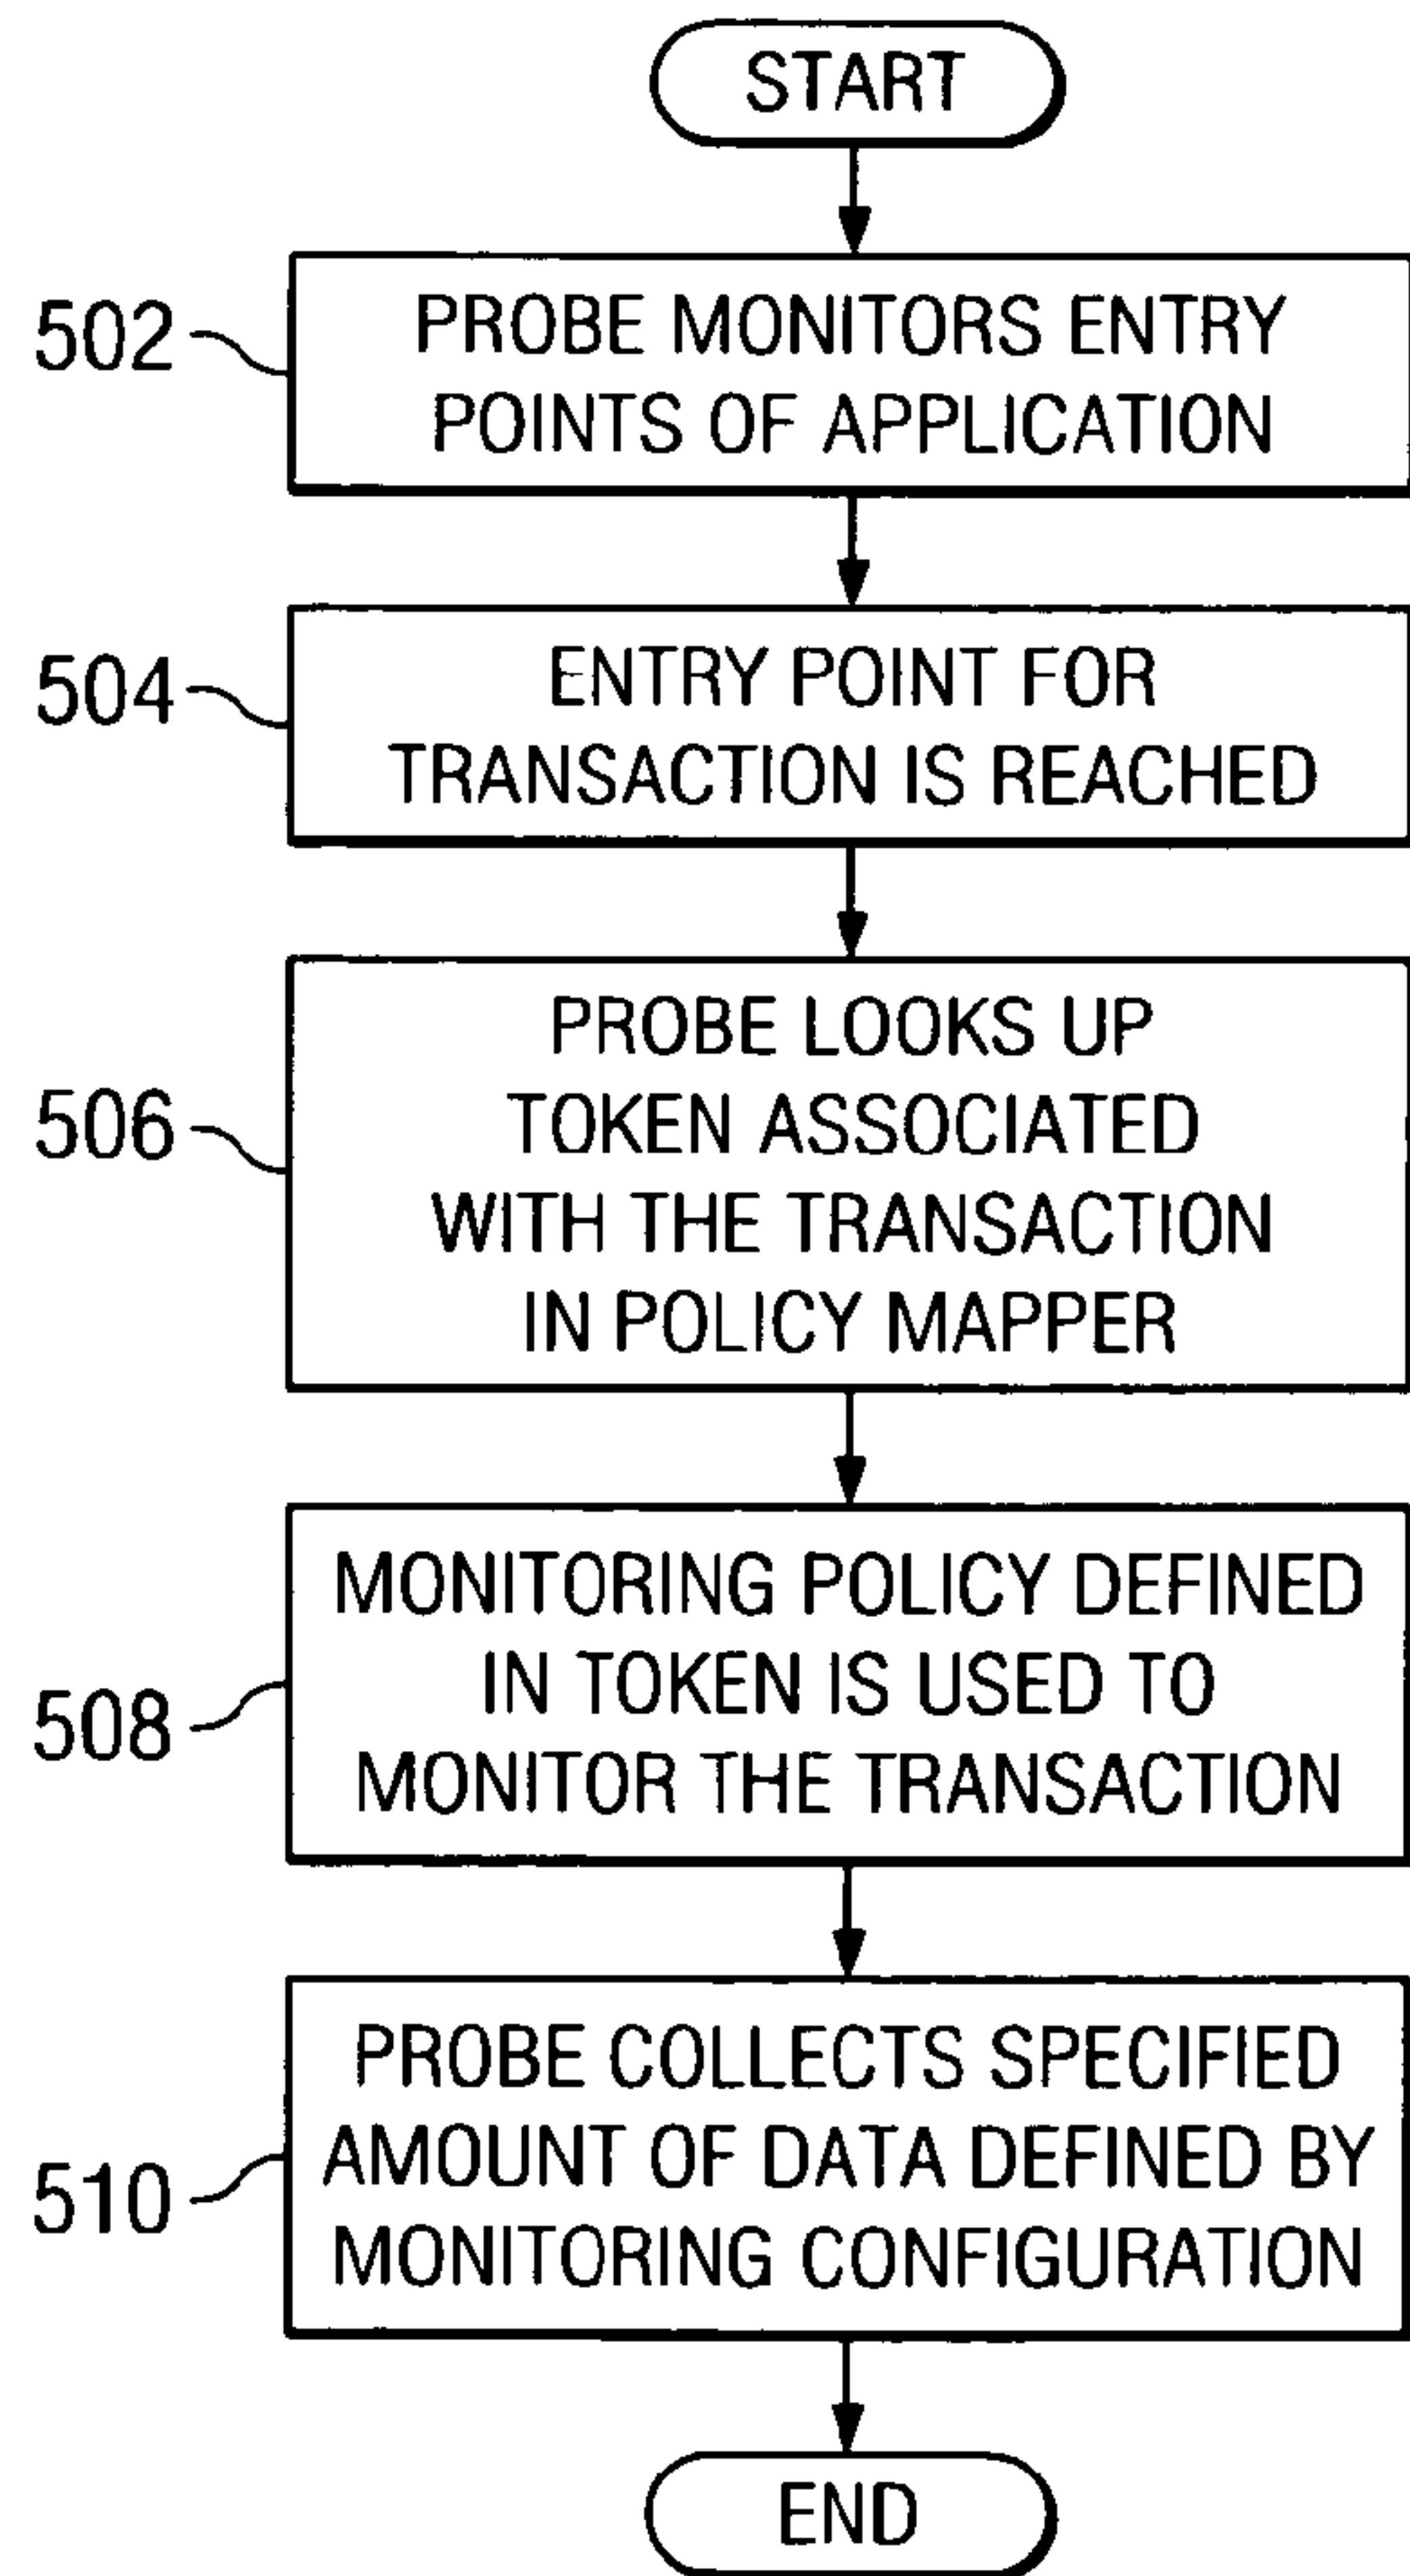 START
502
PROBE MONITORS ENTRY
POINTS OF APPLICATION
504
ENTRY POINT FOR
TRANSACTION IS REACHED
506
PROBE LOOKS UP
TOKEN ASSOCIATED
WITH THE TRANSACTION
IN POLICY MAPPER
508
MONITORING POLICY DEFINED
IN TOKEN IS USED TO
MONITOR THE TRANSACTION
510
PROBE COLLECTS SPECIFIED
AMOUNT OF DATA DEFINED BY
MONITORING CONFIGURATION
END